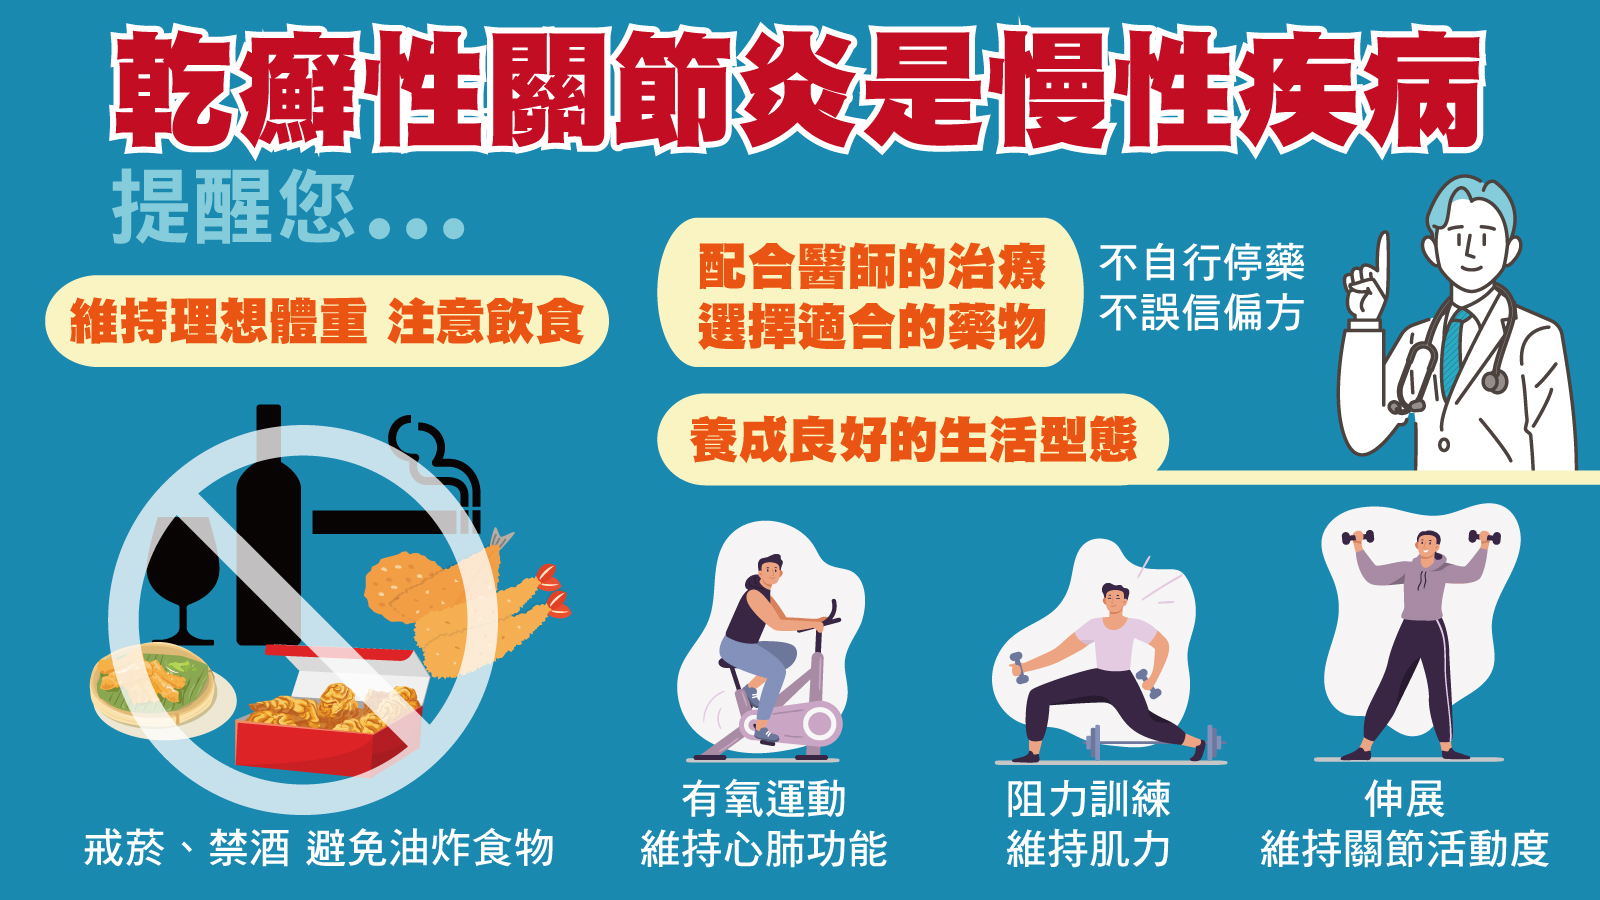 乾癬性關節炎是慢性疾病
提醒您...
維持理想體重 注意飲食
戒菸、禁酒 避免油炸食物
配合醫師的治療
選擇適合的藥物
不自行停藥
不誤信偏方
養成良好的生活型態
有氧運動
維持心肺功能
阻力訓練
維持肌力
伸展
維持關節活動度